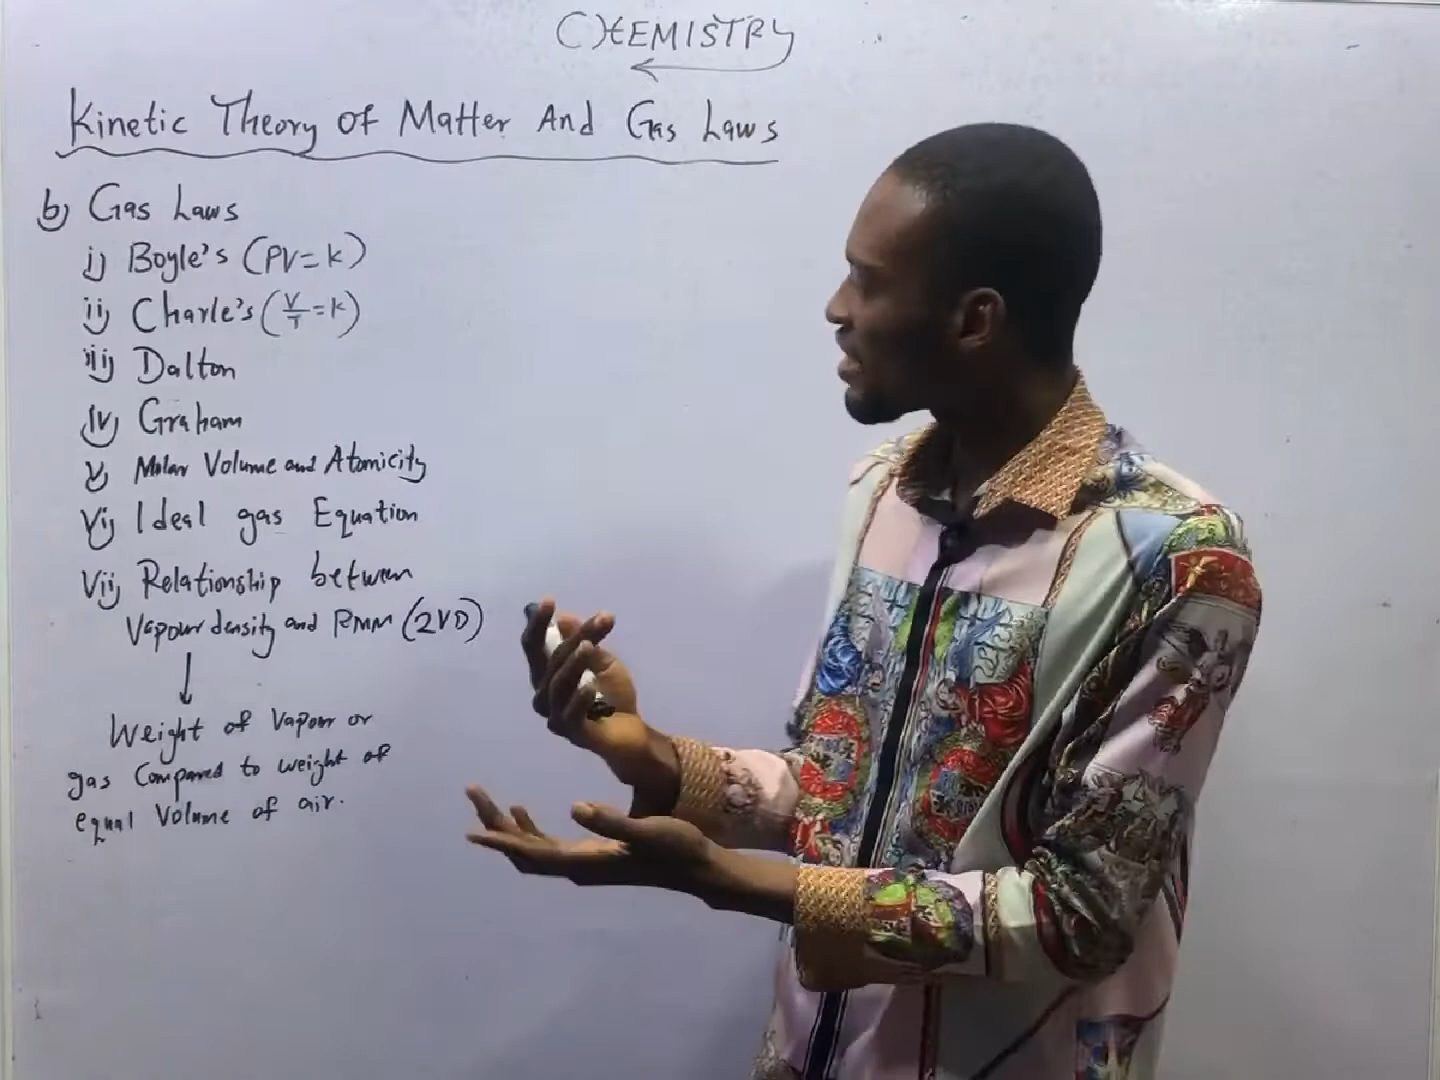 CHEMISTRY
Kinetic Theory Of Matter And Gas Laws
b) Gas Laws
i) Boyle's (PV=K)
ii) Charle's (V/T=K)
iii) Dalton
iv) Graham
v) Molar Volume and Atomicity
vi) Ideal gas Equation
vii) Relationship between
Vapour density and RMM (2VD)
↓
Weight of Vapour or
gas Compared to weight of
equal Volume of air.